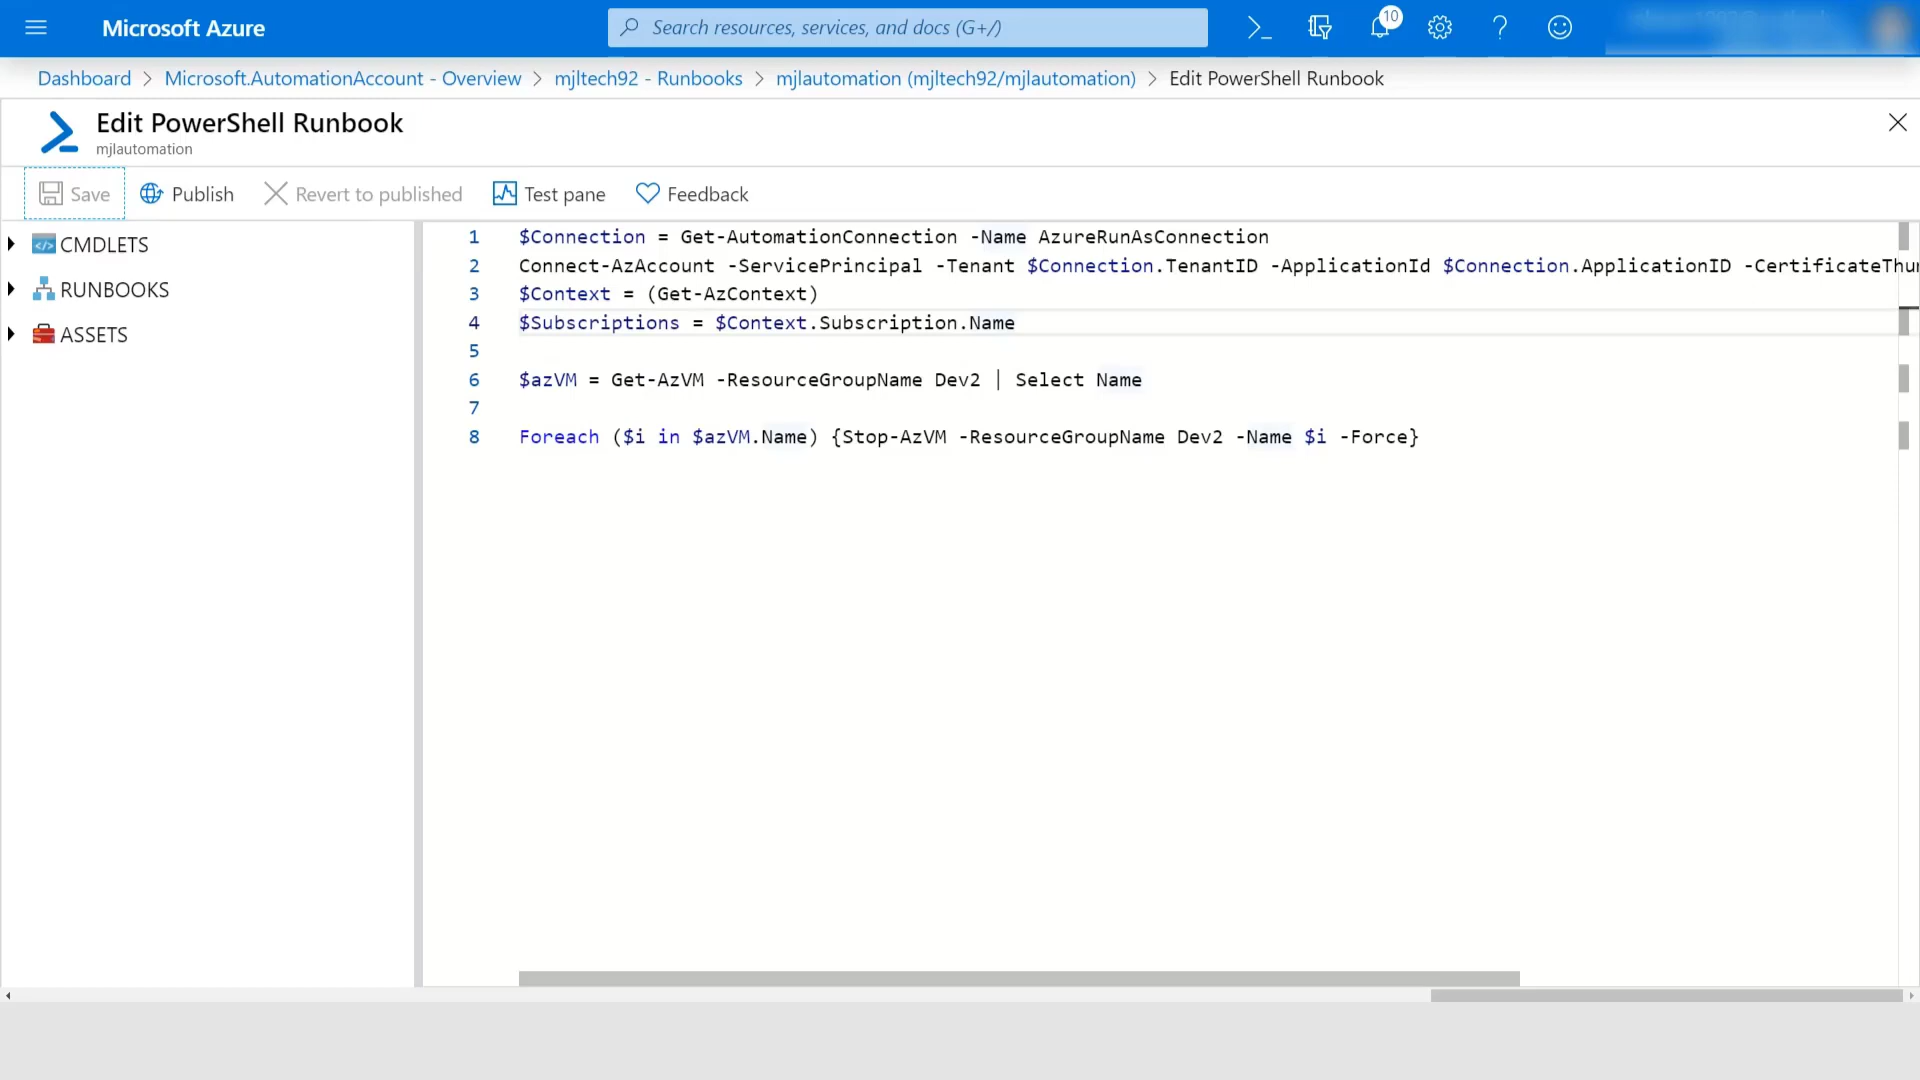 Microsoft Azure
Search resources, services, and docs (G+/)
10
Dashboard > Microsoft.AutomationAccount - Overview > mjltech92 - Runbooks > mjlautomation (mjltech92/mjlautomation) > Edit PowerShell Runbook
Edit PowerShell Runbook
mjlautomation
Save Publish Revert to published Test pane Feedback
CMDLETS
RUNBOOKS
ASSETS
1 $Connection = Get-AutomationConnection -Name AzureRunAsConnection
2 Connect-AzAccount -ServicePrincipal -Tenant $Connection.TenantID -ApplicationId $Connection.ApplicationID -CertificateThu
3 $Context = (Get-AzContext)
4 $Subscriptions = $Context.Subscription.Name
5
6 $azVM = Get-AzVM -ResourceGroupName Dev2 | Select Name
7
8 Foreach ($i in $azVM.Name) {Stop-AzVM -ResourceGroupName Dev2 -Name $i -Force}